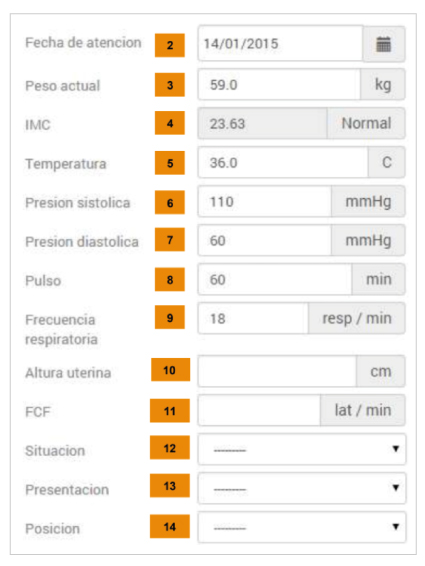 Fecha de atencion 2 14/01/2015
Peso actual 3 59.0 kg
IMC 4 23.63 Normal
Temperatura 5 36.0 C
Presion sistolica 6 110 mmHg
Presion diastolica 7 60 mmHg
Pulso 8 60 min
Frecuencia 9 18 resp / min
respiratoria
Altura uterina 10 cm
FCF 11 lat / min
Situacion 12 ---------
Presentacion 13 ---------
Posicion 14 ---------